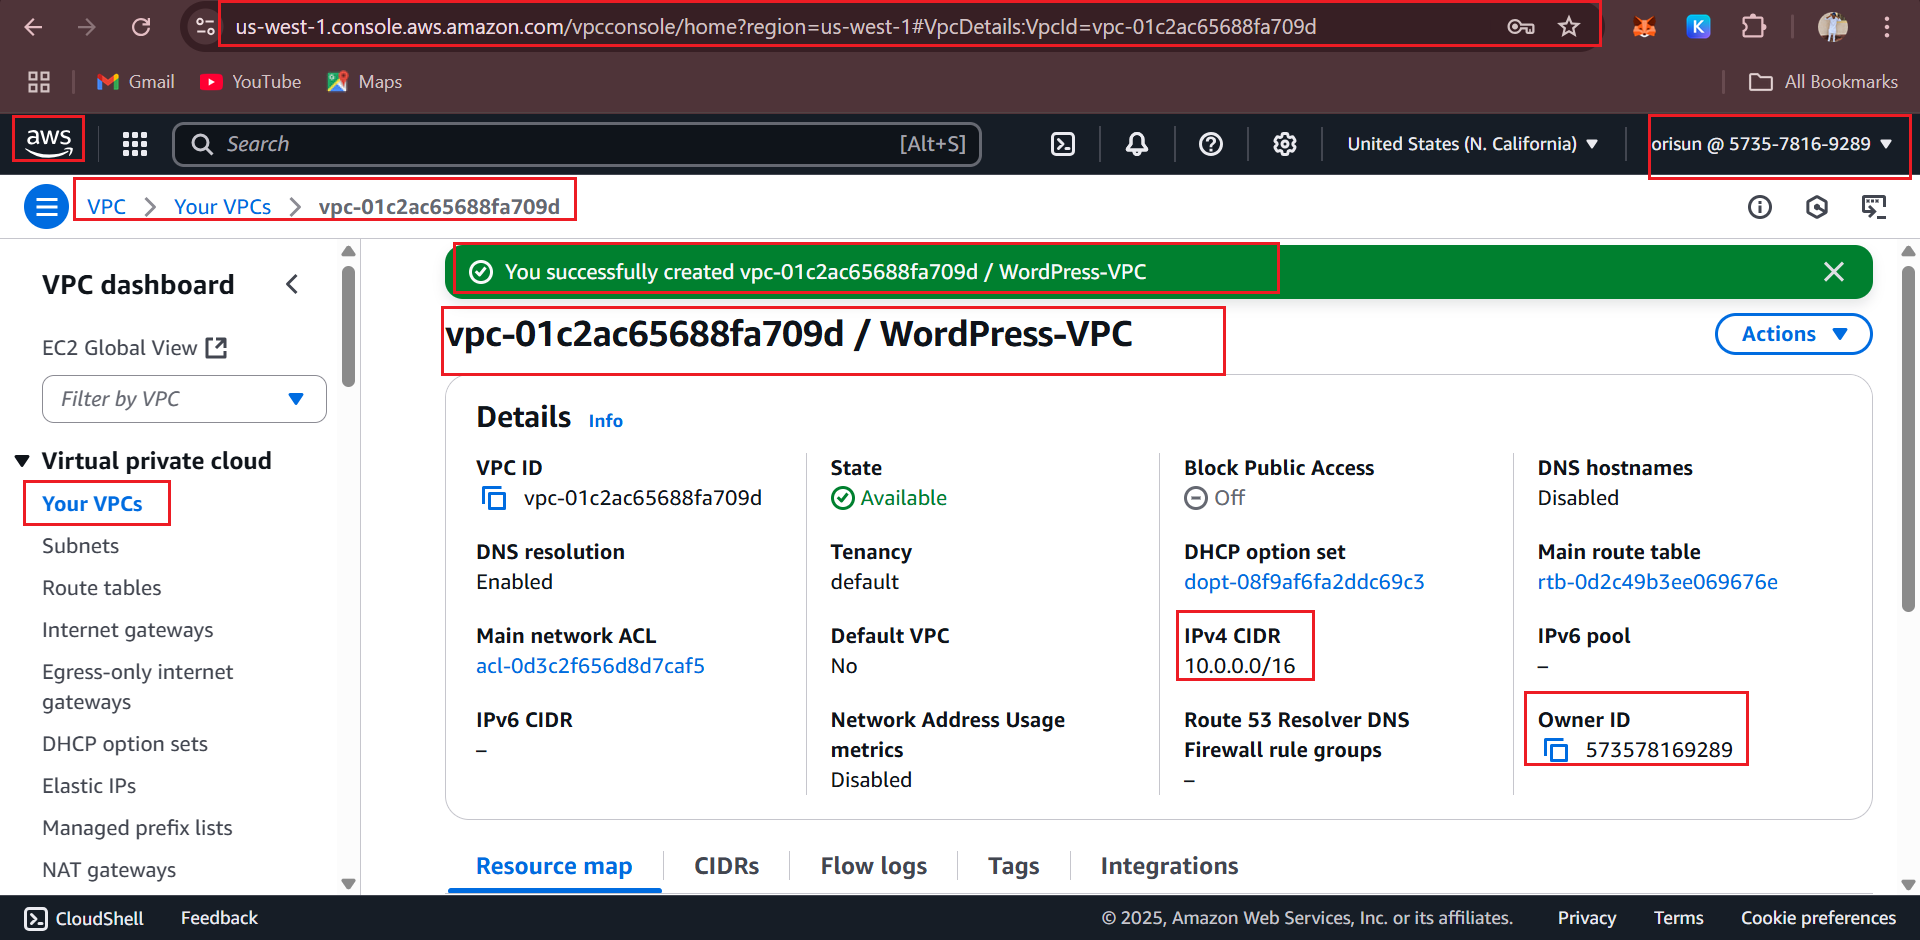 us-west-1.console.aws.amazon.com/vpcconsole/home?region=us-west-1#VpcDetails:VpcId=vpc-01c2ac65688fa709d
K
Gmail
YouTube
Maps
All Bookmarks
aws
Search
[Alt+S]
United States (N. California)
orisun @ 5735-7816-9289
VPC
Your VPCs
vpc-01c2ac65688fa709d
VPC dashboard
EC2 Global View
Filter by VPC
Virtual private cloud
Your VPCs
Subnets
Route tables
Internet gateways
Egress-only internet
gateways
DHCP option sets
Elastic IPs
Managed prefix lists
NAT gateways
You successfully created vpc-01c2ac65688fa709d / WordPress-VPC
vpc-01c2ac65688fa709d / WordPress-VPC
Actions
Details Info
VPC ID
vpc-01c2ac65688fa709d
State
Available
Block Public Access
Off
DNS hostnames
Disabled
DNS resolution
Enabled
Tenancy
default
DHCP option set
dopt-08f9af6fa2ddc69c3
Main route table
rtb-0d2c49b3ee069676e
Main network ACL
acl-0d3c2f656d8d7caf5
Default VPC
No
IPv4 CIDR
10.0.0.0/16
IPv6 pool
–
IPv6 CIDR
–
Network Address Usage
metrics
Disabled
Route 53 Resolver DNS
Firewall rule groups
–
Owner ID
573578169289
Resource map
CIDRs
Flow logs
Tags
Integrations
CloudShell
Feedback
© 2025, Amazon Web Services, Inc. or its affiliates.
Privacy
Terms
Cookie preferences